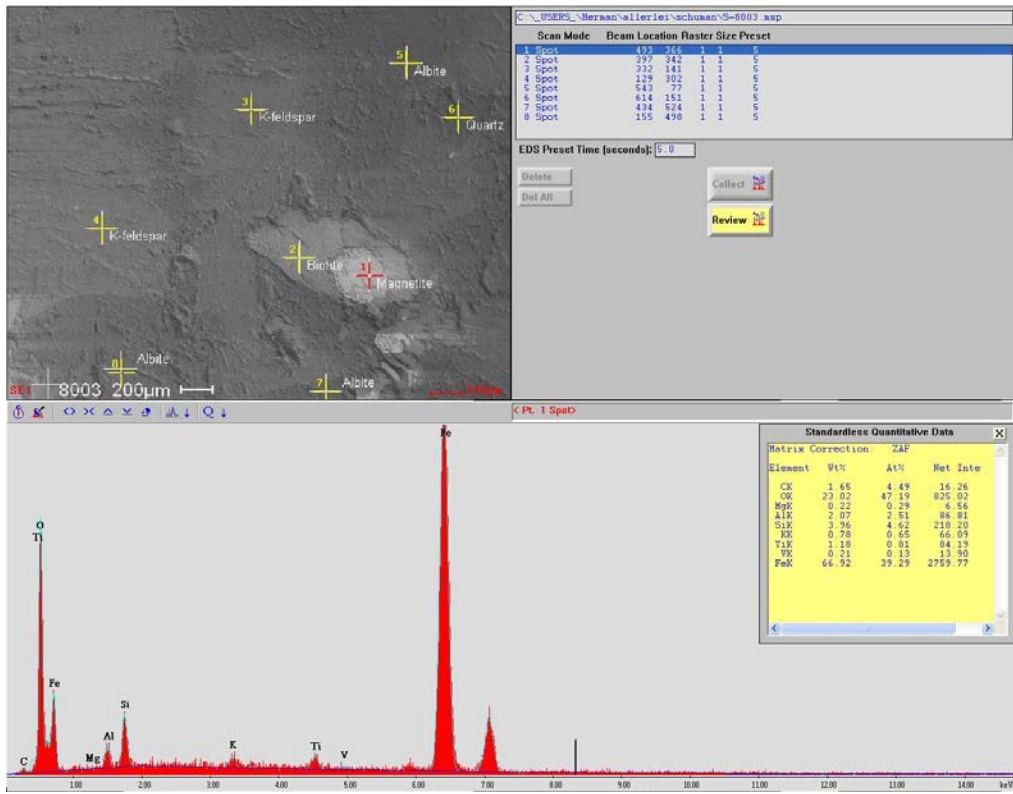 C:\_USERS_\Herman\allerlei\schuman\S-8003.msp
Scan Mode Beam Location Raster Size Preset
1 Spot 493 366 1 1 5
2 Spot 397 342 1 1 5
3 Spot 332 141 1 1 5
4 Spot 129 302 1 1 5
5 Spot 543 77 1 1 5
6 Spot 614 151 1 1 5
7 Spot 434 524 1 1 5
8 Spot 155 498 1 1 5
EDS Preset Time (seconds): 5.0
Delete
Del All
Collect
Review
5
Albite
3
K-feldspar
6
Quartz
4
K-feldspar
2
Biotite
1
Magnetite
8
Albite
7
Albite
SE1 8003 200µm
Q
< Pt. 1 Spot>
Standardless Quantitative Data X
Matrix Correction: ZAF
Element Wt% At% Net Inte
CK 1.65 4.49 16.26
OK 23.02 47.19 825.02
MgK 0.22 0.29 6.56
AlK 2.07 2.51 86.81
SiK 3.96 4.62 218.20
KK 0.78 0.65 66.09
TiK 1.18 0.81 84.19
VK 0.21 0.13 13.90
FeK 66.92 39.29 2759.77
Fe
O
Ti
Fe
Si
Al
Mg
C
K
Ti
V
1.00 2.00 3.00 4.00 5.00 6.00 7.00 8.00 9.00 10.00 11.00 12.00 13.00 14.00 keV